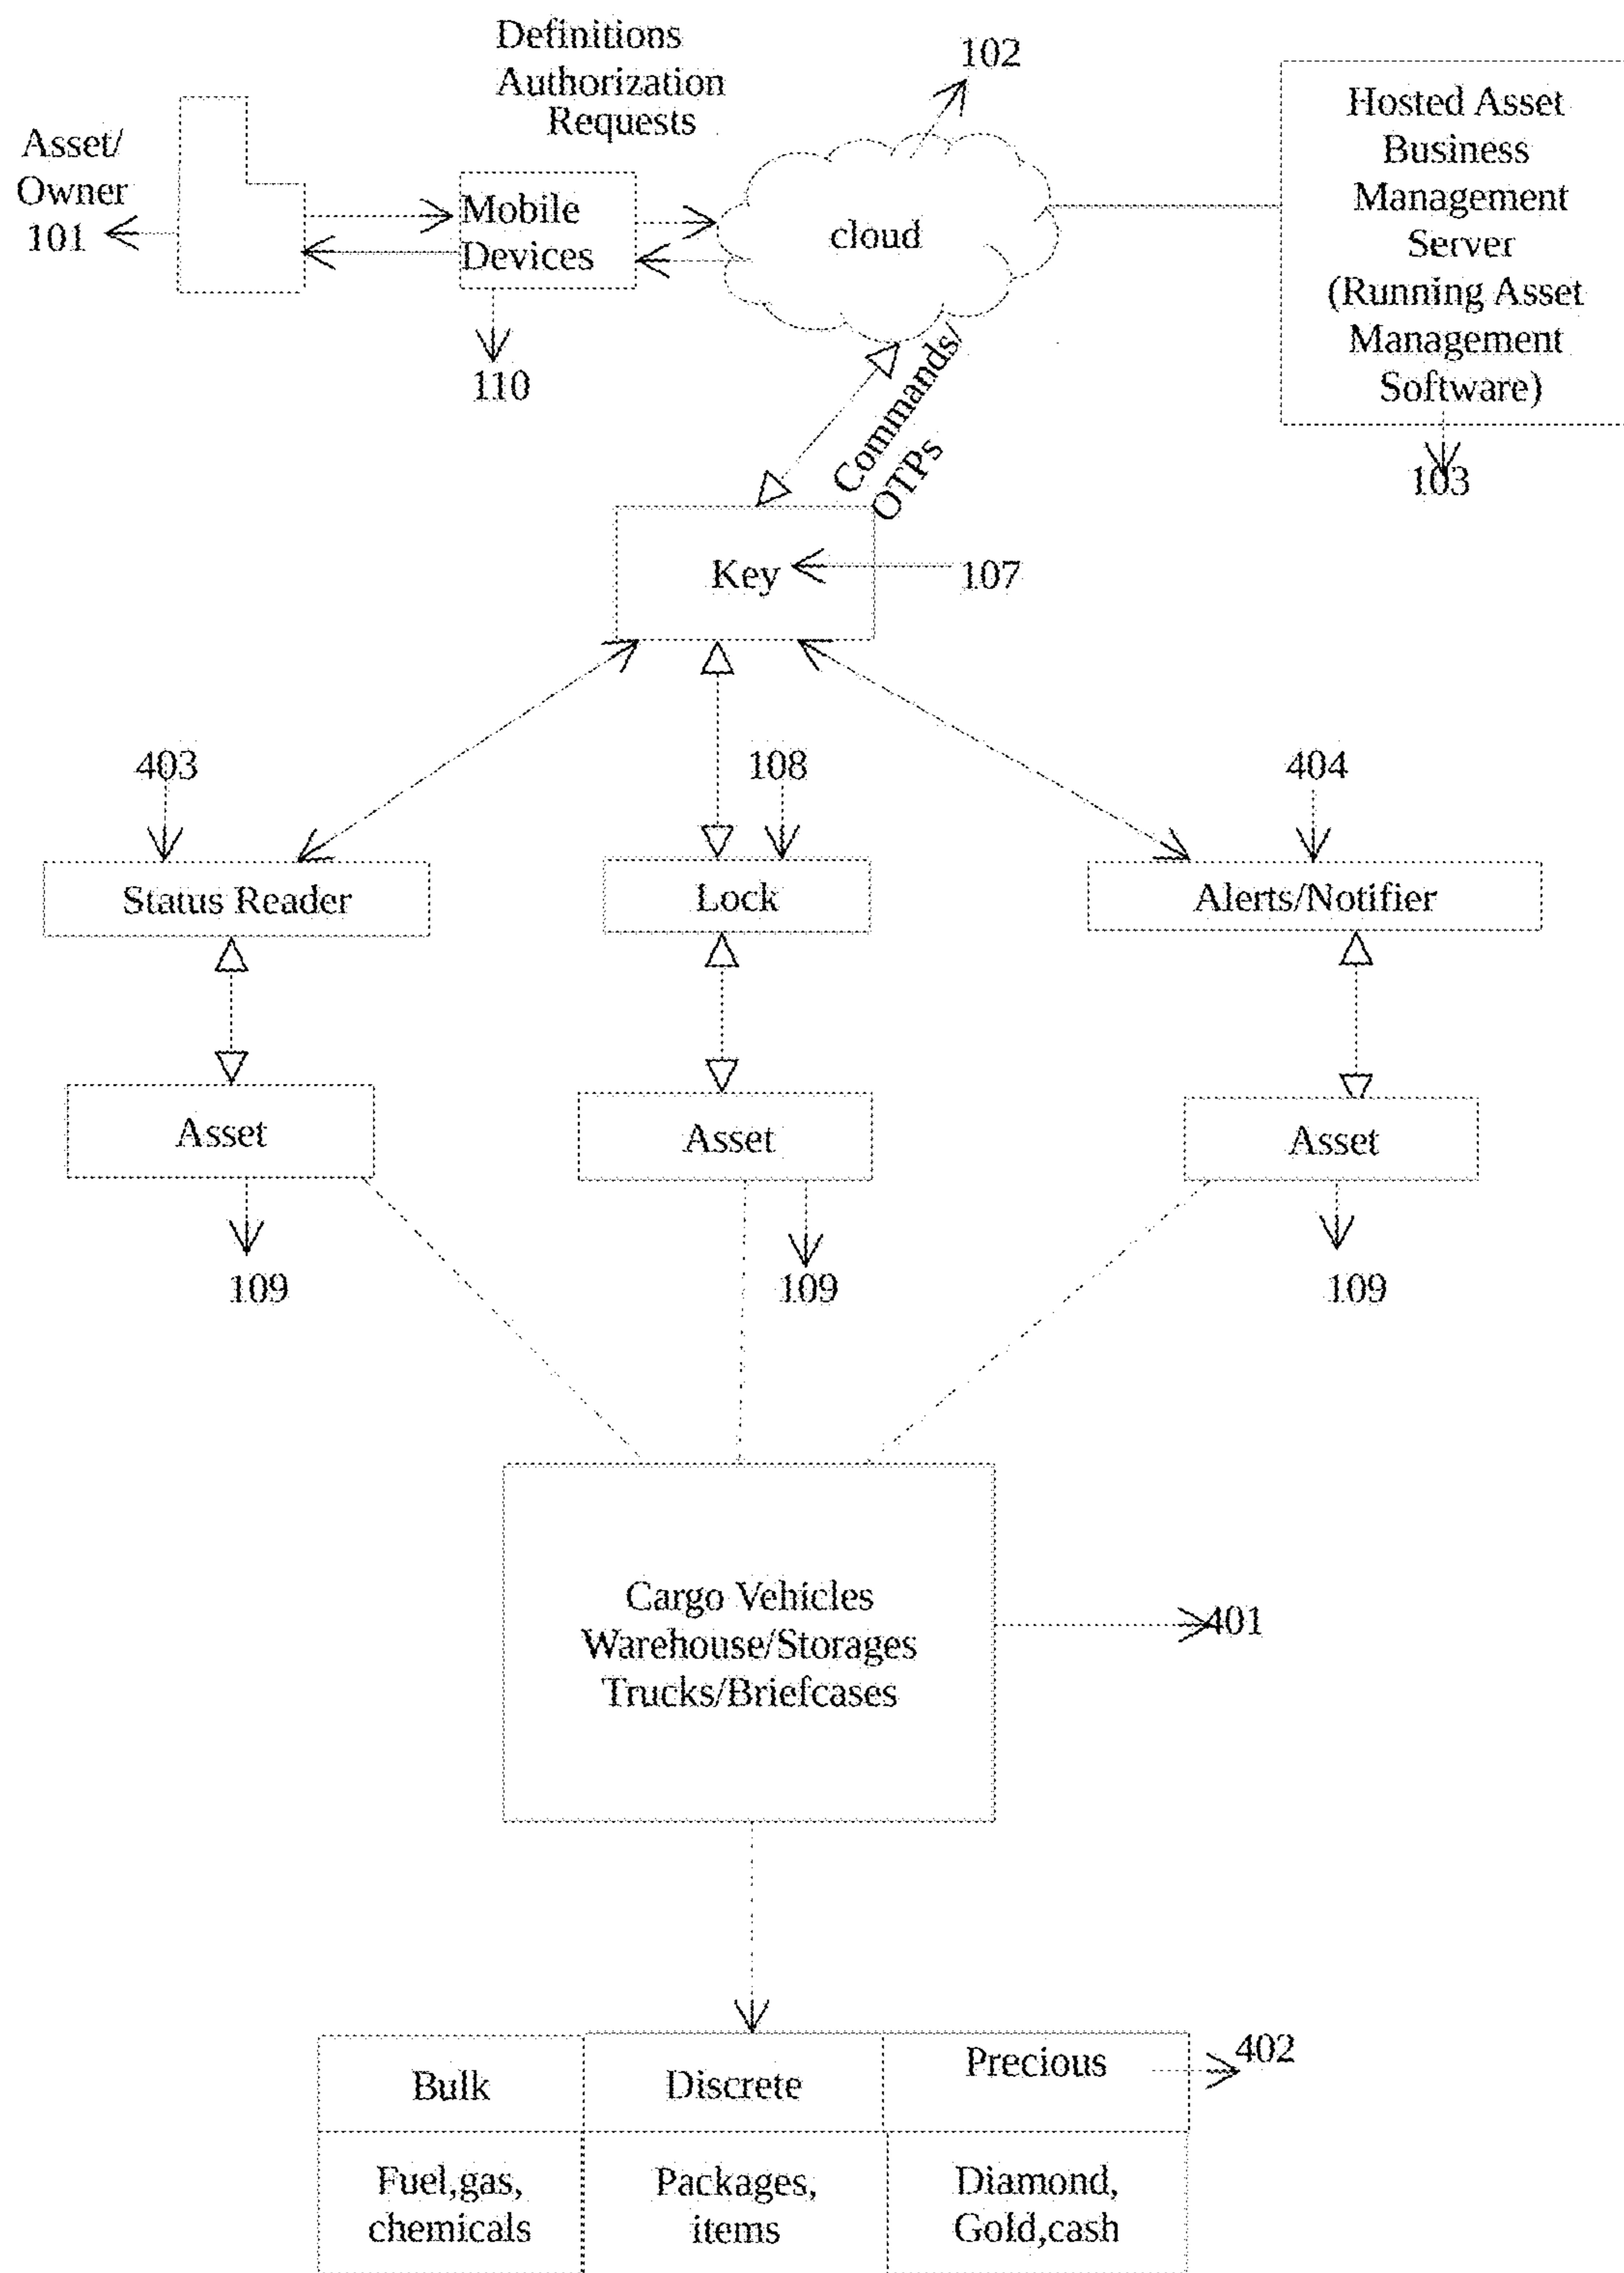 Definitions
Authorization
Requests
102
Asset/
Owner
101
Mobile
Devices
110
cloud
Hosted Asset
Business
Management
Server
(Running Asset
Management
Software)
103
Commands/
OTPs
Key
107
403
108
404
Status Reader
Lock
Alerts/Notifier
Asset
Asset
Asset
109
109
109
Cargo Vehicles
Warehouse/Storages
Trucks/Briefcases
401
402
Bulk
Discrete
Precious
Fuel,gas,
chemicals
Packages,
items
Diamond,
Gold,cash